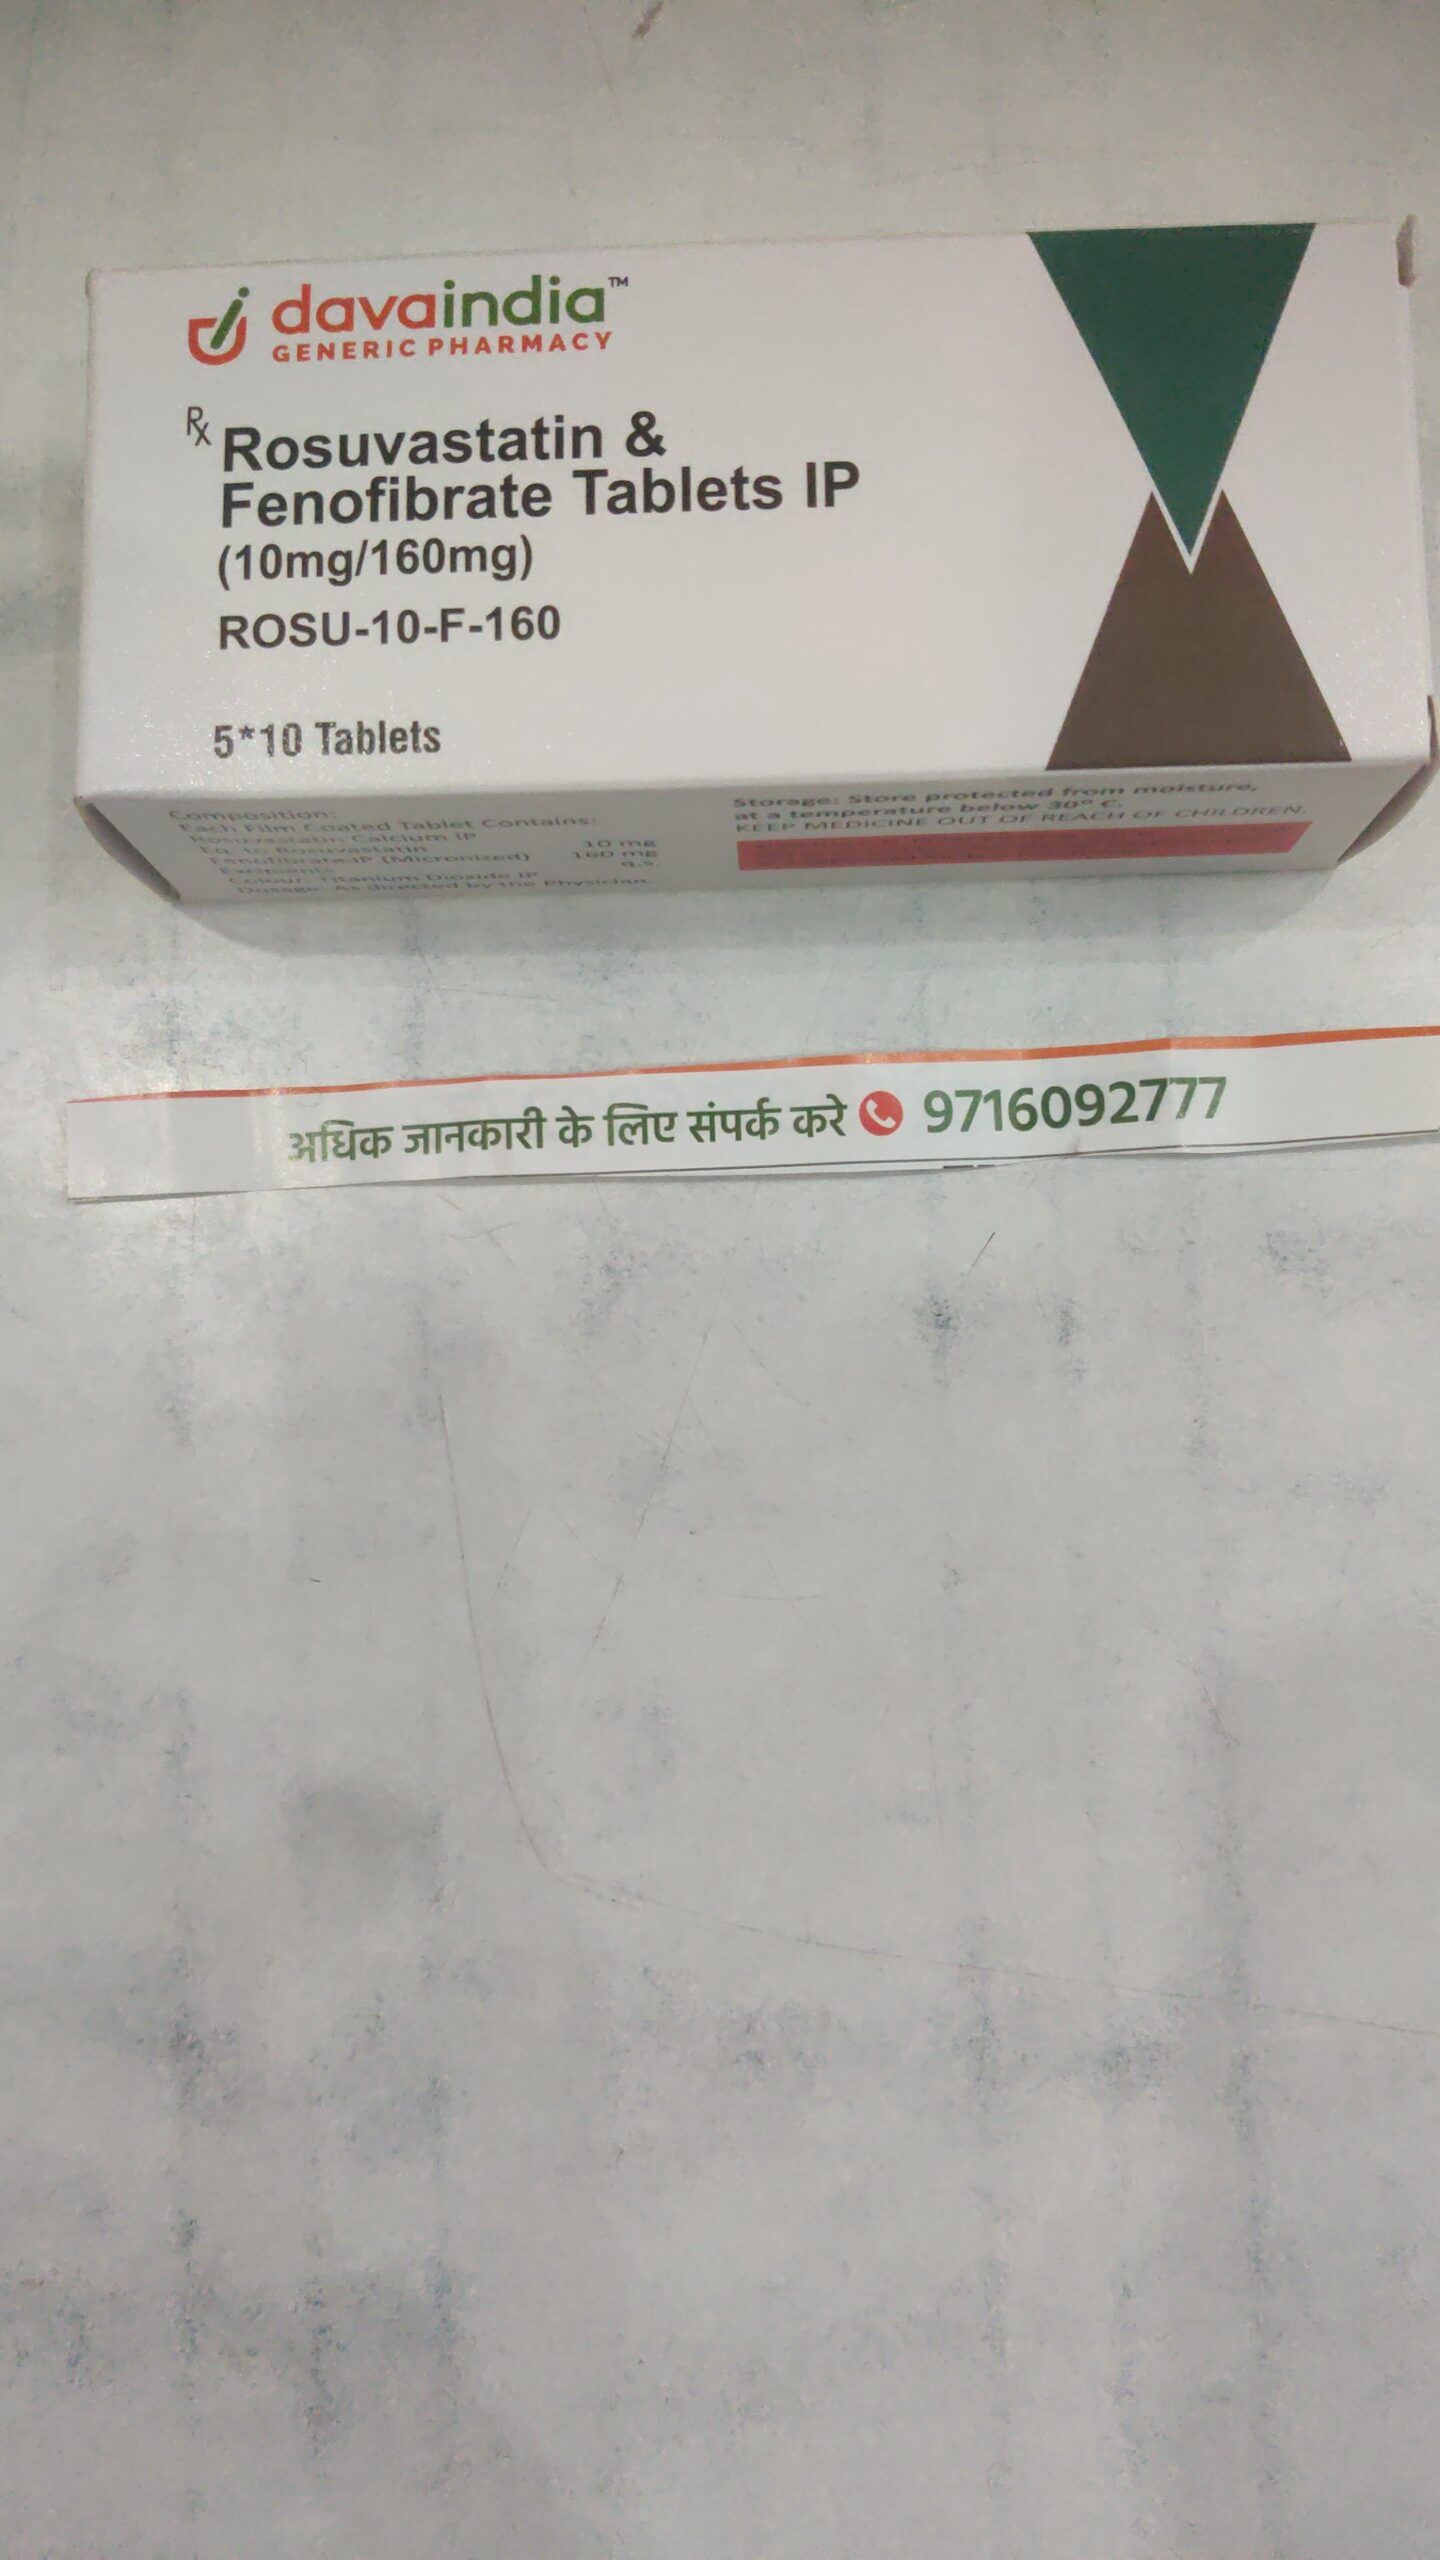 davaindia™
GENERIC PHARMACY
Rx Rosuvastatin &
Fenofibrate Tablets IP
(10mg/160mg)
ROSU-10-F-160
5*10 Tablets
Composition:
Each Film Coated Tablet Contains:
Rosuvastatin Calcium IP
Eq. to Rosuvastatin 10 mg
Fenofibrate IP (Micronized) 160 mg
Excipients q.s.
Colour: Titanium Dioxide IP
Dosage: As directed by the Physician.
Storage: Store protected from moisture,
at a temperature below 30° C.
KEEP MEDICINE OUT OF REACH OF CHILDREN.
अधिक जानकारी के लिए संपर्क करे 9716092777